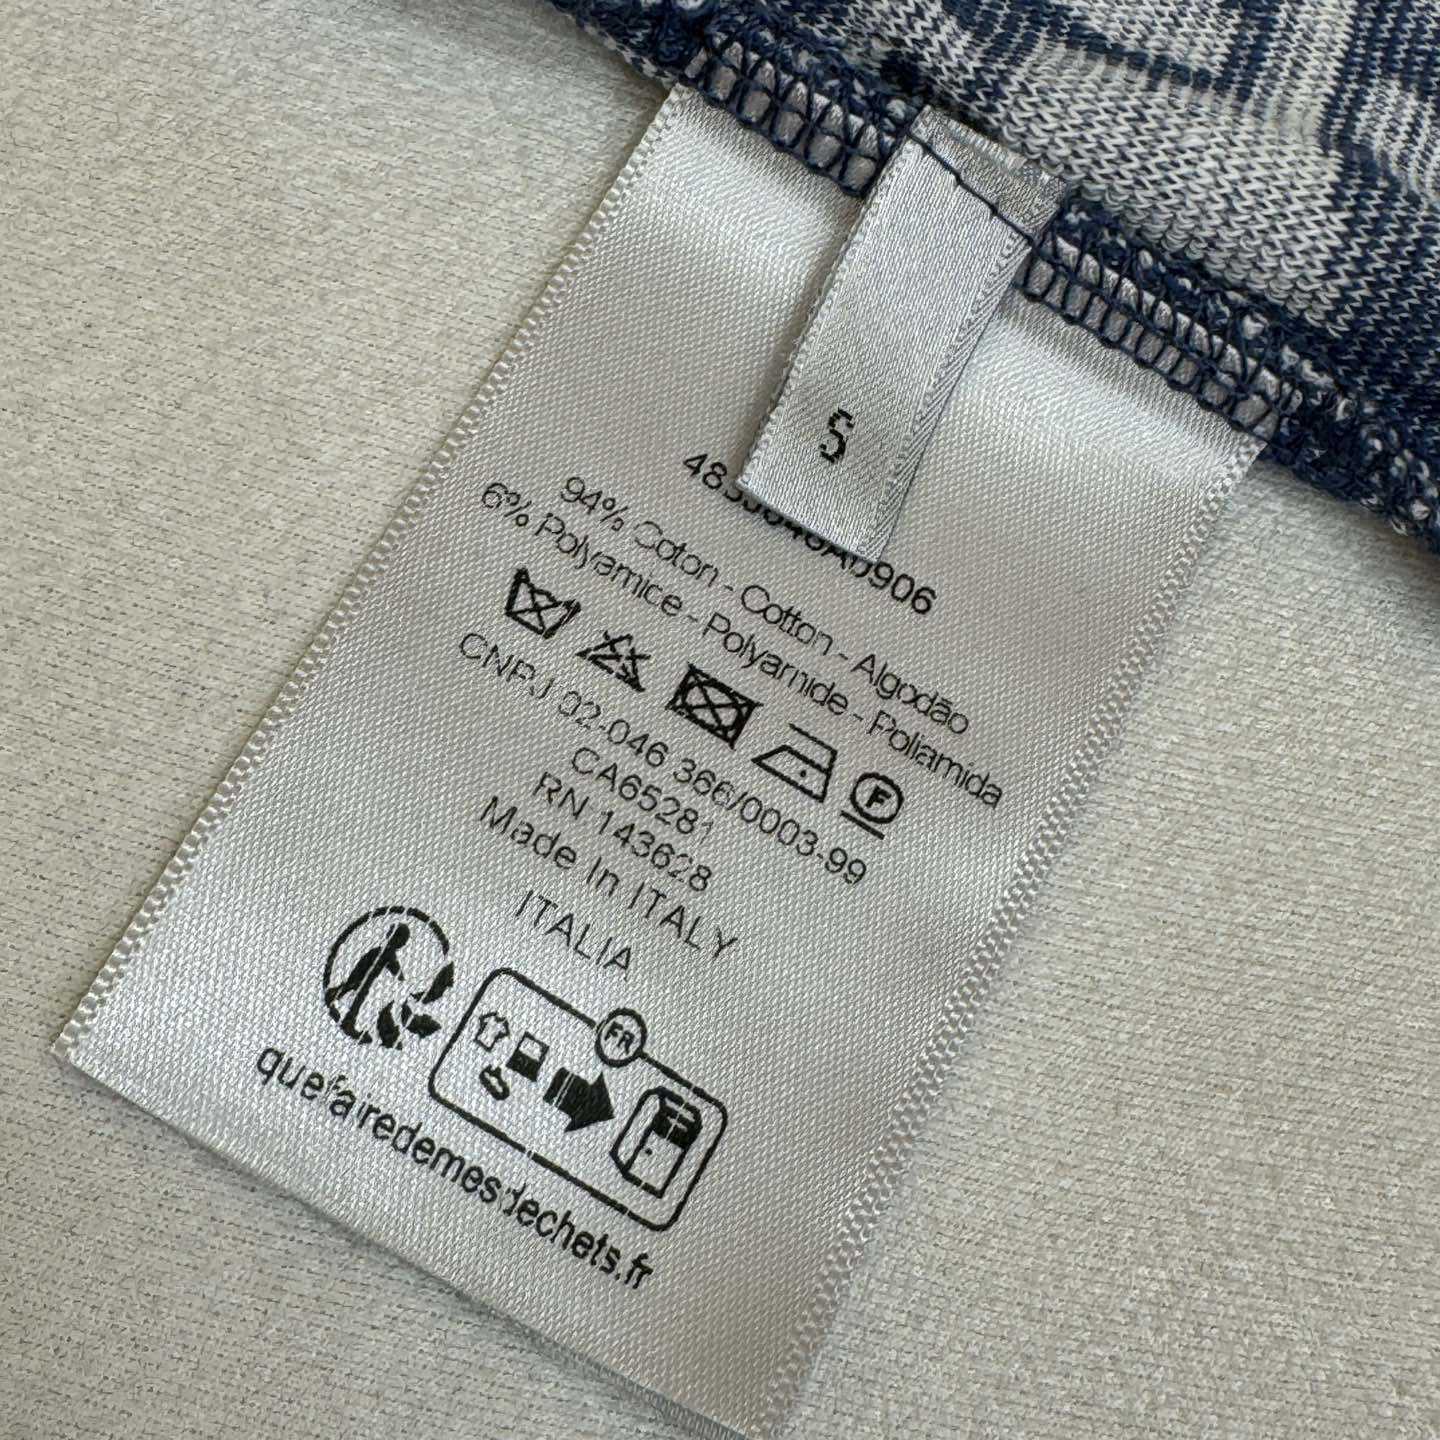 S
94% Coton - Cotton - Algodão
6% Polyamice - Polyamide - Poliamida
F
CNPJ 02-046 366/0003-99
CA65281
RN 143628
Made In ITALY
ITALIA
FR
quefairedemesdechets.fr